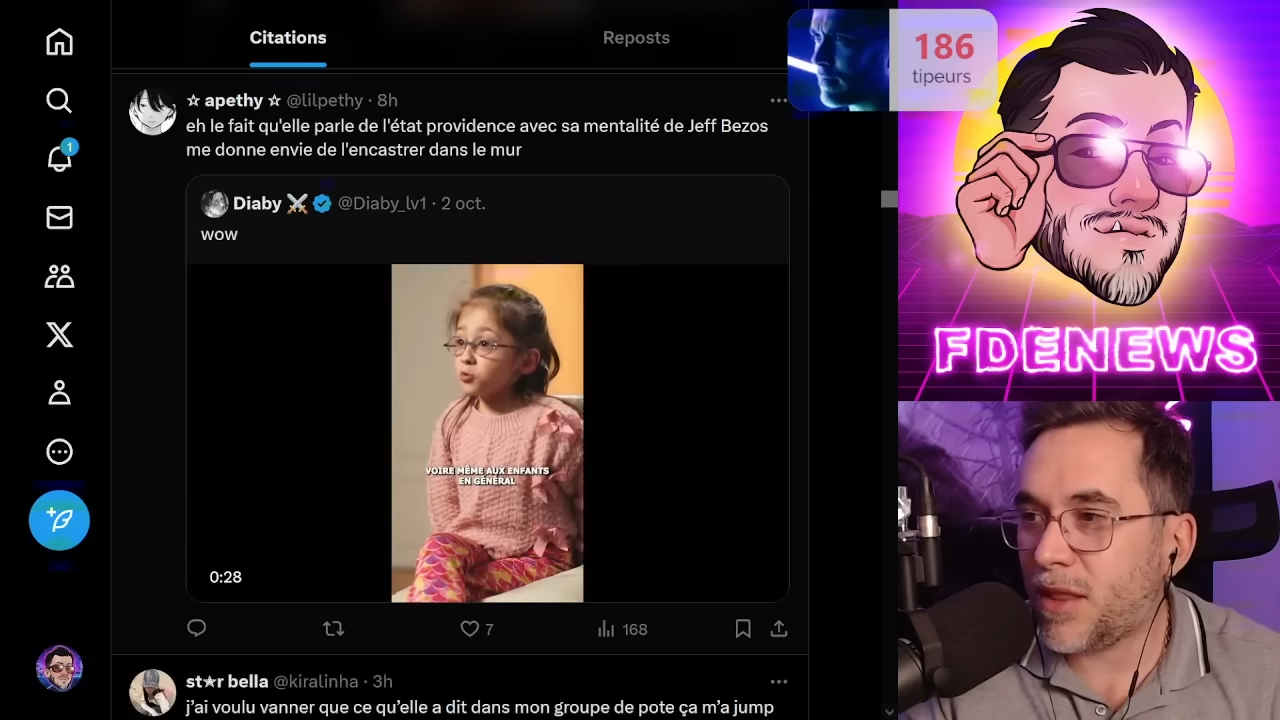 Citations
Reposts
186
tipeurs
☆ apethy ☆ @lilpethy · 8h
eh le fait qu'elle parle de l'état providence avec sa mentalité de Jeff Bezos
me donne envie de l'encastrer dans le mur
1
Diaby ⚔️ @Diaby_lv1 · 2 oct.
wow
VOIRE MÊME AUX ENFANTS
EN GÉNÉRAL
0:28
7
168
st★r bella @kiralinha · 3h
j'ai voulu vanner que ce qu'elle a dit dans mon groupe de pote ça m'a jump
FDENEWS